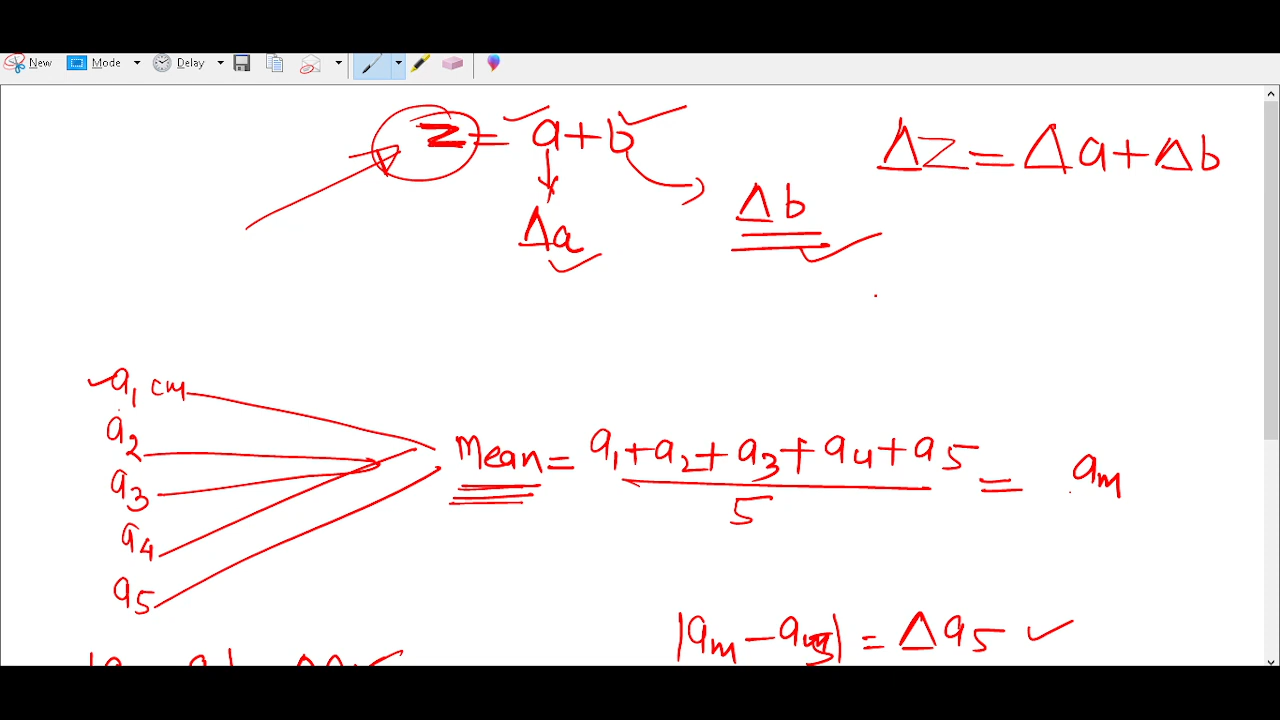 New Mode Delay
z = a+b
Δz = Δa+Δb
Δb
Δa
a1 cm
a2
a3
a4
a5
Mean = a1+a2+a3+a4+a5 / 5 = am
|am - a5| = Δa5